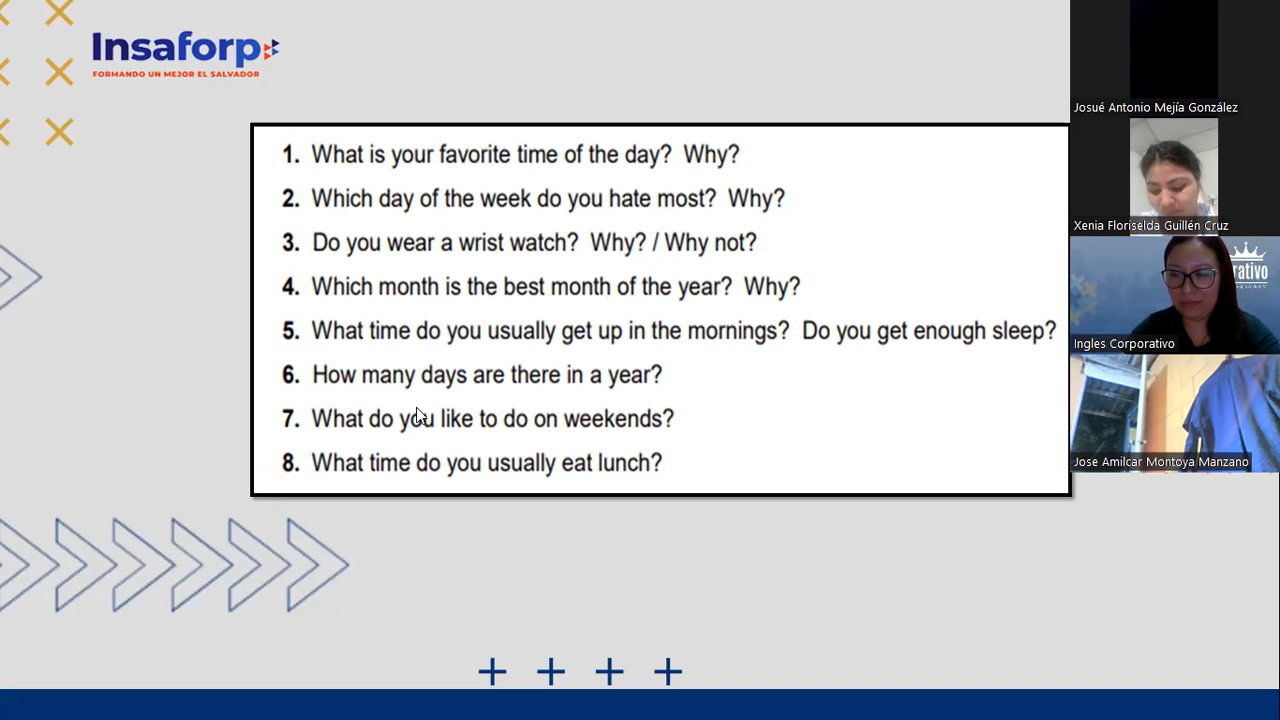 Insaforp
FORMANDO UN MEJOR EL SALVADOR
1. What is your favorite time of the day? Why?
2. Which day of the week do you hate most? Why?
3. Do you wear a wrist watch? Why? / Why not?
4. Which month is the best month of the year? Why?
5. What time do you usually get up in the mornings? Do you get enough sleep?
6. How many days are there in a year?
7. What do you like to do on weekends?
8. What time do you usually eat lunch?
Josué Antonio Mejía González
Xenia Floriselda Guillén Cruz
Ingles Corporativo
Jose Amilcar Montoya Manzano